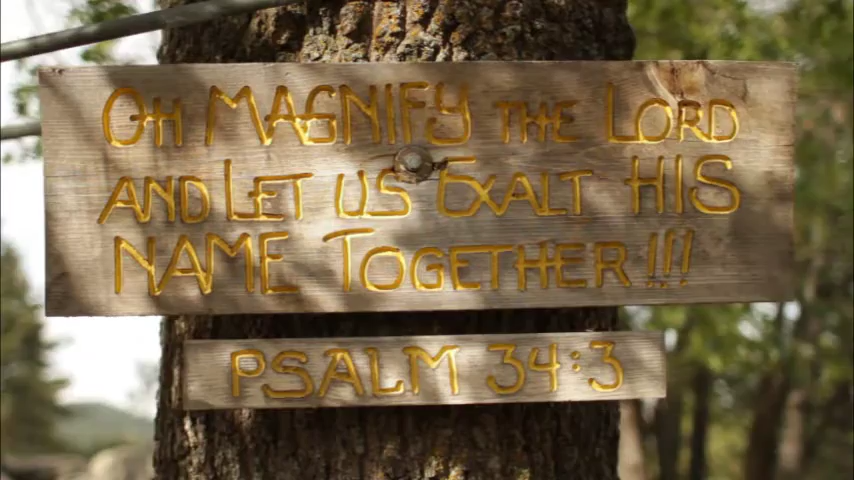 Oh Magnify the Lord
and Let us Exalt His
Name Together!!!
Psalm 34:3